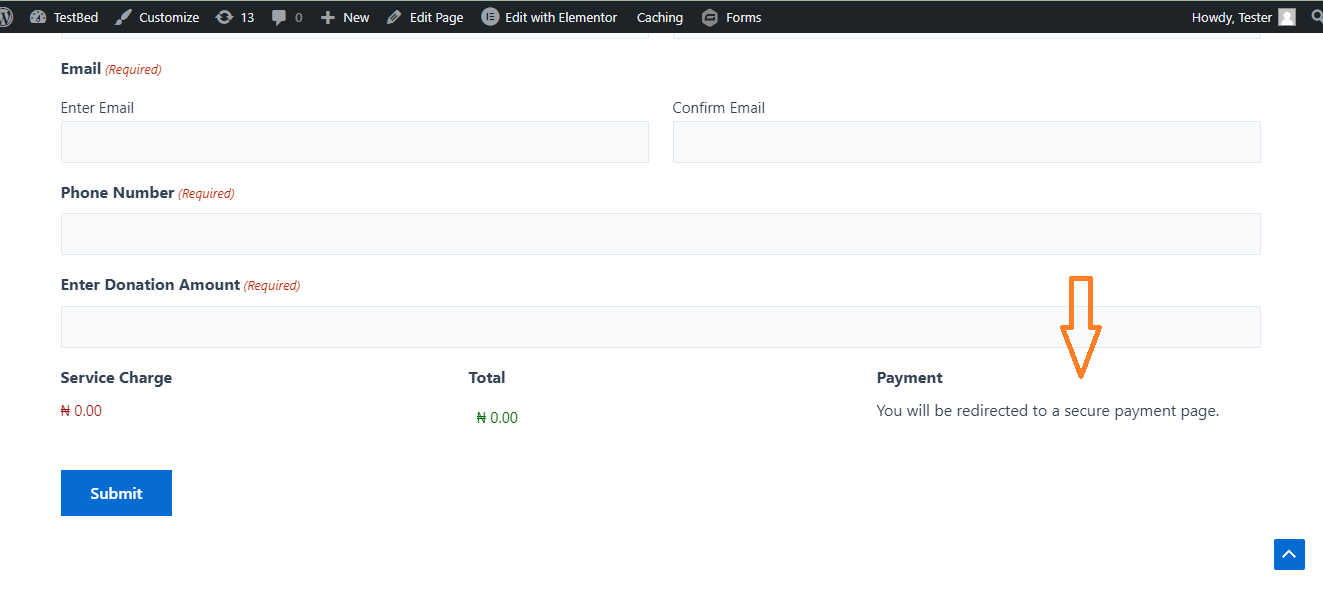 TestBed Customize 13 0 New Edit Page Edit with Elementor Caching Forms Howdy, Tester
Email (Required)
Enter Email Confirm Email
Phone Number (Required)
Enter Donation Amount (Required)
Service Charge Total Payment
₦ 0.00 ₦ 0.00 You will be redirected to a secure payment page.
Submit